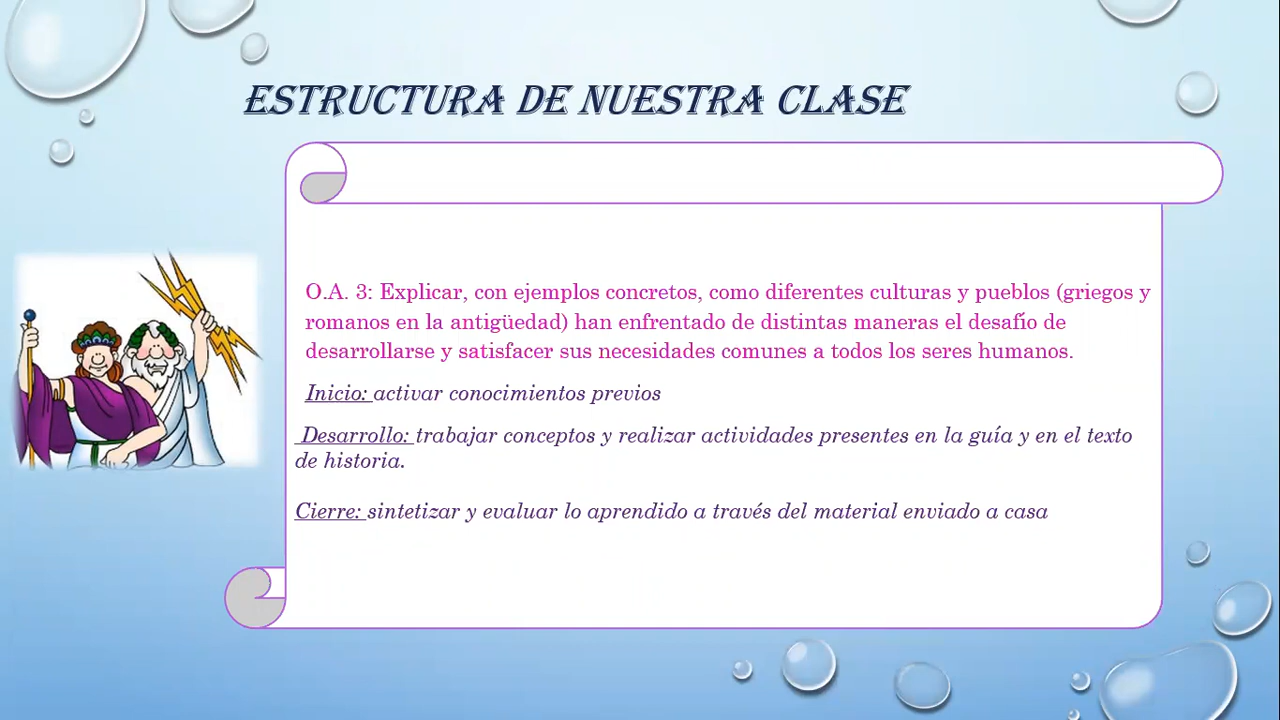 ESTRUCTURA DE NUESTRA CLASE
O.A. 3: Explicar, con ejemplos concretos, como diferentes culturas y pueblos (griegos y
romanos en la antigüedad) han enfrentado de distintas maneras el desafío de
desarrollarse y satisfacer sus necesidades comunes a todos los seres humanos.
Inicio: activar conocimientos previos
Desarrollo: trabajar conceptos y realizar actividades presentes en la guía y en el texto
de historia.
Cierre: sintetizar y evaluar lo aprendido a través del material enviado a casa